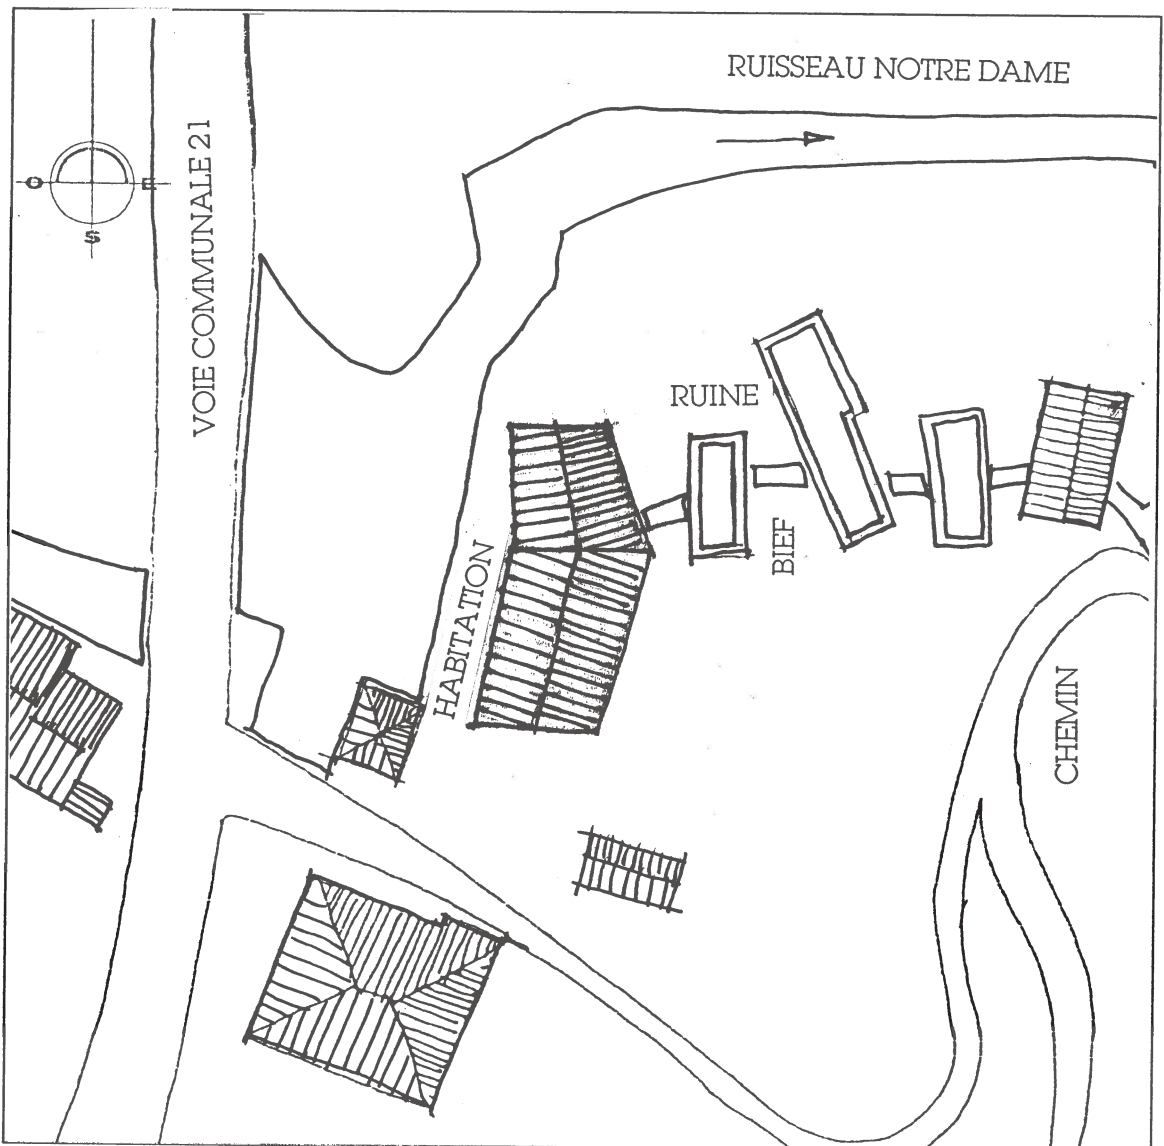 RUISSEAU NOTRE DAME
O
E
S
VOIE COMMUNALE 21
RUINE
BIEF
HABITATION
CHEMIN